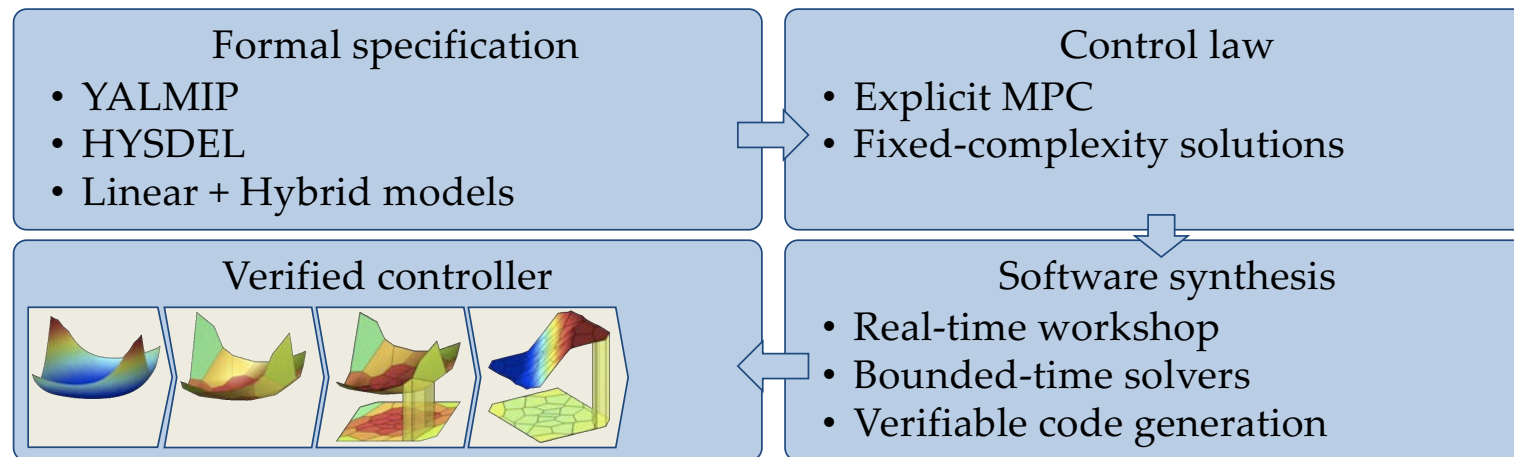 Formal specification
• YALMIP
• HYSDEL
• Linear + Hybrid models
Control law
• Explicit MPC
• Fixed-complexity solutions
Software synthesis
• Real-time workshop
• Bounded-time solvers
• Verifiable code generation
Verified controller